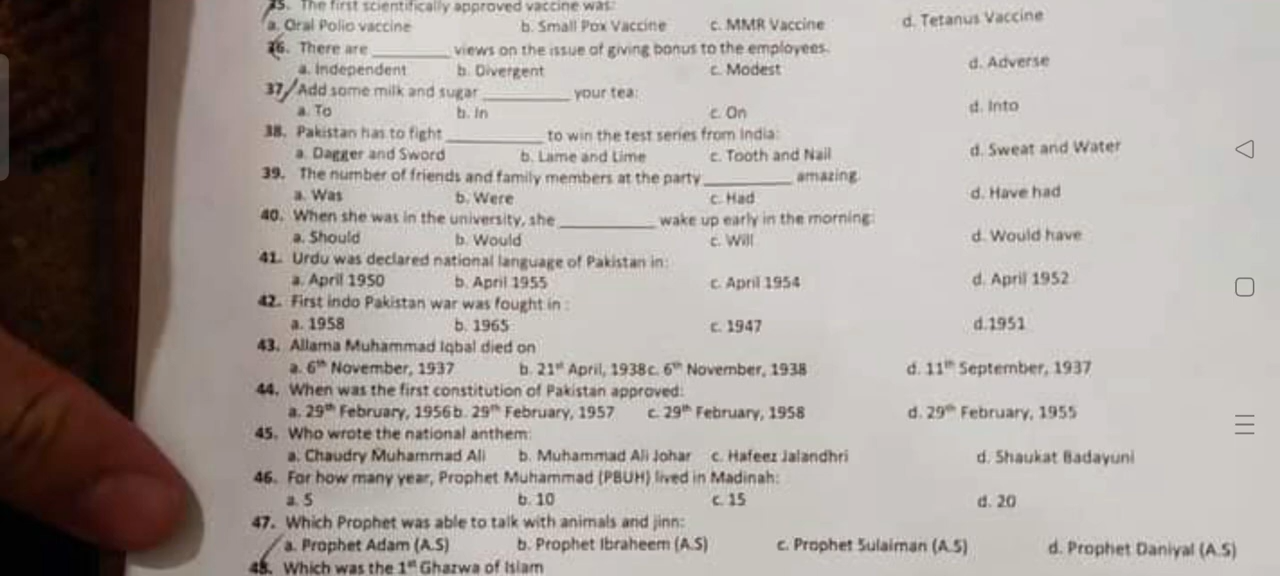 35. The first scientifically approved vaccine was:
a. Oral Polio vaccine b. Small Pox Vaccine c. MMR Vaccine d. Tetanus Vaccine
36. There are ________ views on the issue of giving bonus to the employees.
a. Independent b. Divergent c. Modest d. Adverse
37. Add some milk and sugar ________ your tea:
a. To b. In c. On d. Into
38. Pakistan has to fight ________ to win the test series from India:
a. Dagger and Sword b. Lame and Lime c. Tooth and Nail d. Sweat and Water
39. The number of friends and family members at the party ________ amazing.
a. Was b. Were c. Had d. Have had
40. When she was in the university, she ________ wake up early in the morning:
a. Should b. Would c. Will d. Would have
41. Urdu was declared national language of Pakistan in:
a. April 1950 b. April 1955 c. April 1954 d. April 1952
42. First indo Pakistan war was fought in :
a. 1958 b. 1965 c. 1947 d.1951
43. Allama Muhammad Iqbal died on
a. 6th November, 1937 b. 21st April, 1938c. 6th November, 1938 d. 11th September, 1937
44. When was the first constitution of Pakistan approved:
a. 29th February, 1956b. 29th February, 1957 c. 29th February, 1958 d. 29th February, 1955
45. Who wrote the national anthem:
a. Chaudry Muhammad Ali b. Muhammad Ali Johar c. Hafeez Jalandhri d. Shaukat Badayuni
46. For how many year, Prophet Muhammad (PBUH) lived in Madinah:
a. 5 b. 10 c. 15 d. 20
47. Which Prophet was able to talk with animals and jinn:
a. Prophet Adam (A.S) b. Prophet Ibraheem (A.S) c. Prophet Sulaiman (A.S) d. Prophet Daniyal (A.S)
48. Which was the 1st Ghazwa of Islam